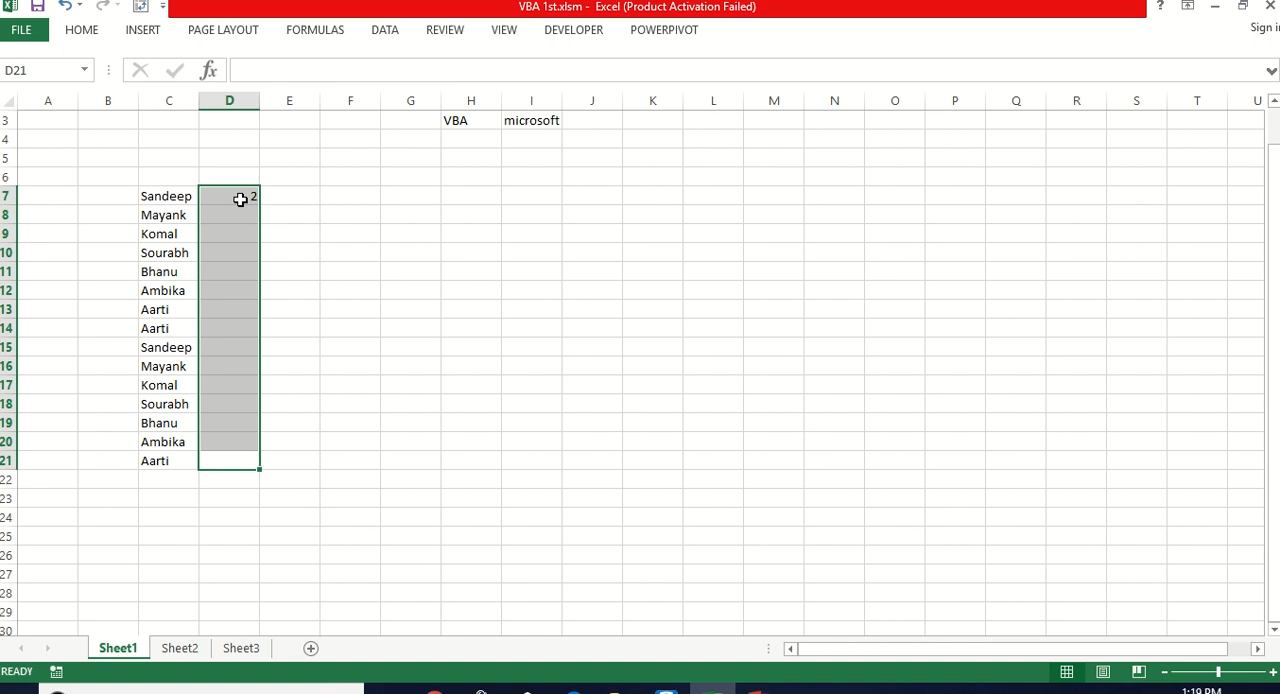 VBA 1st.xlsm - Excel (Product Activation Failed)
?
FILE HOME INSERT PAGE LAYOUT FORMULAS DATA REVIEW VIEW DEVELOPER POWERPIVOT Sign in
D21 fx
A B C D E F G H I J K L M N O P Q R S T U
3 VBA microsoft
4
5
6
7 Sandeep 2
8 Mayank
9 Komal
10 Sourabh
11 Bhanu
12 Ambika
13 Aarti
14 Aarti
15 Sandeep
16 Mayank
17 Komal
18 Sourabh
19 Bhanu
20 Ambika
21 Aarti
22
23
24
25
26
27
28
29
30
Sheet1 Sheet2 Sheet3
READY
1:19 PM